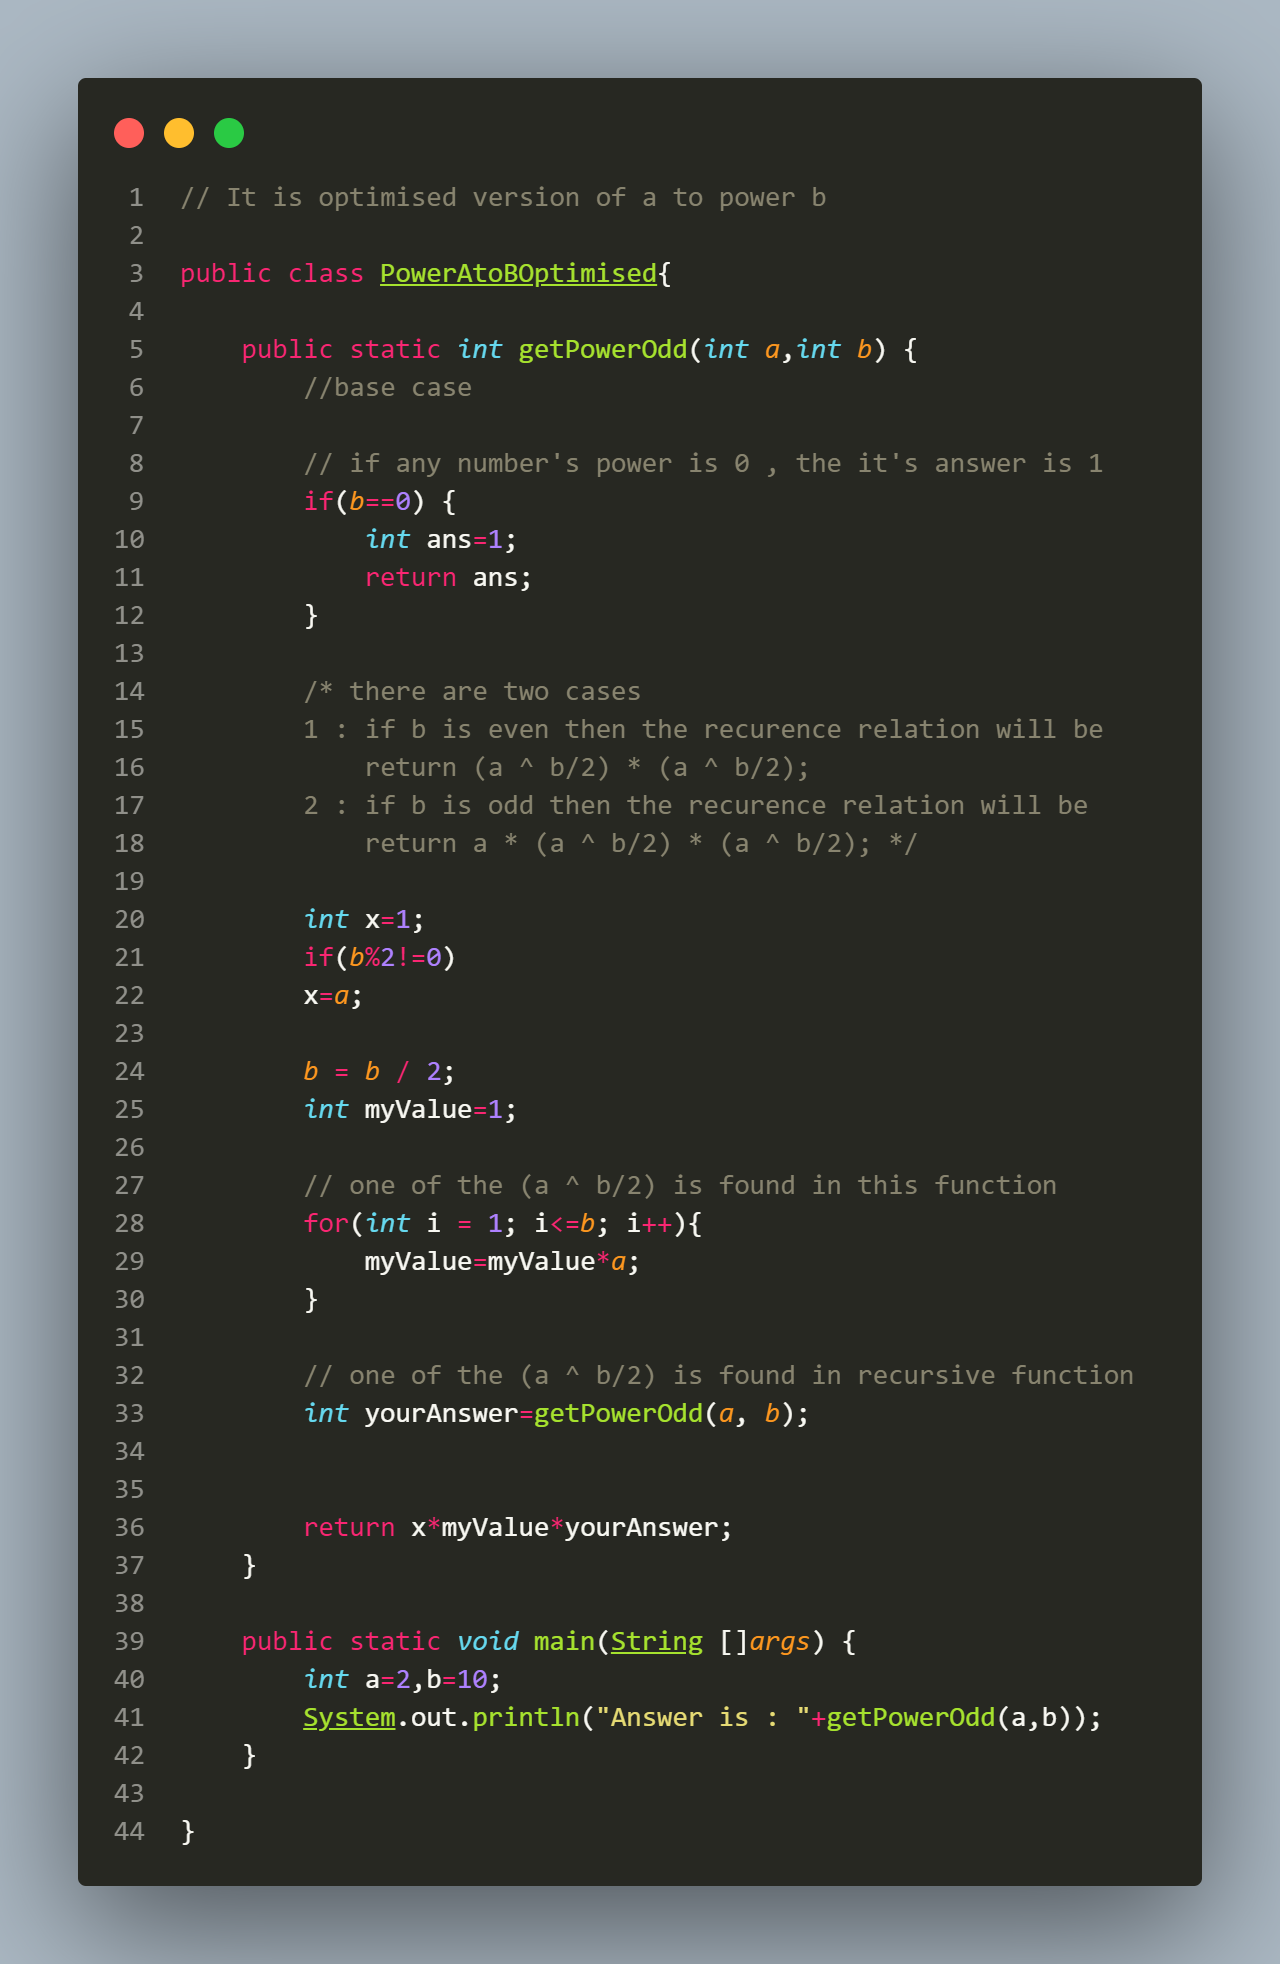 1 // It is optimised version of a to power b
2
3 public class PowerAtoBOptimised{
4
5     public static int getPowerOdd(int a,int b) {
6         //base case
7
8         // if any number's power is 0 , the it's answer is 1
9         if(b==0) {
10             int ans=1;
11             return ans;
12         }
13
14         /* there are two cases
15         1 : if b is even then the recurence relation will be
16             return (a ^ b/2) * (a ^ b/2);
17         2 : if b is odd then the recurence relation will be
18             return a * (a ^ b/2) * (a ^ b/2); */
19
20         int x=1;
21         if(b%2!=0)
22         x=a;
23
24         b = b / 2;
25         int myValue=1;
26
27         // one of the (a ^ b/2) is found in this function
28         for(int i = 1; i<=b; i++){
29             myValue=myValue*a;
30         }
31
32         // one of the (a ^ b/2) is found in recursive function
33         int yourAnswer=getPowerOdd(a, b);
34
35
36         return x*myValue*yourAnswer;
37     }
38
39     public static void main(String []args) {
40         int a=2,b=10;
41         System.out.println("Answer is : "+getPowerOdd(a,b));
42     }
43
44 }